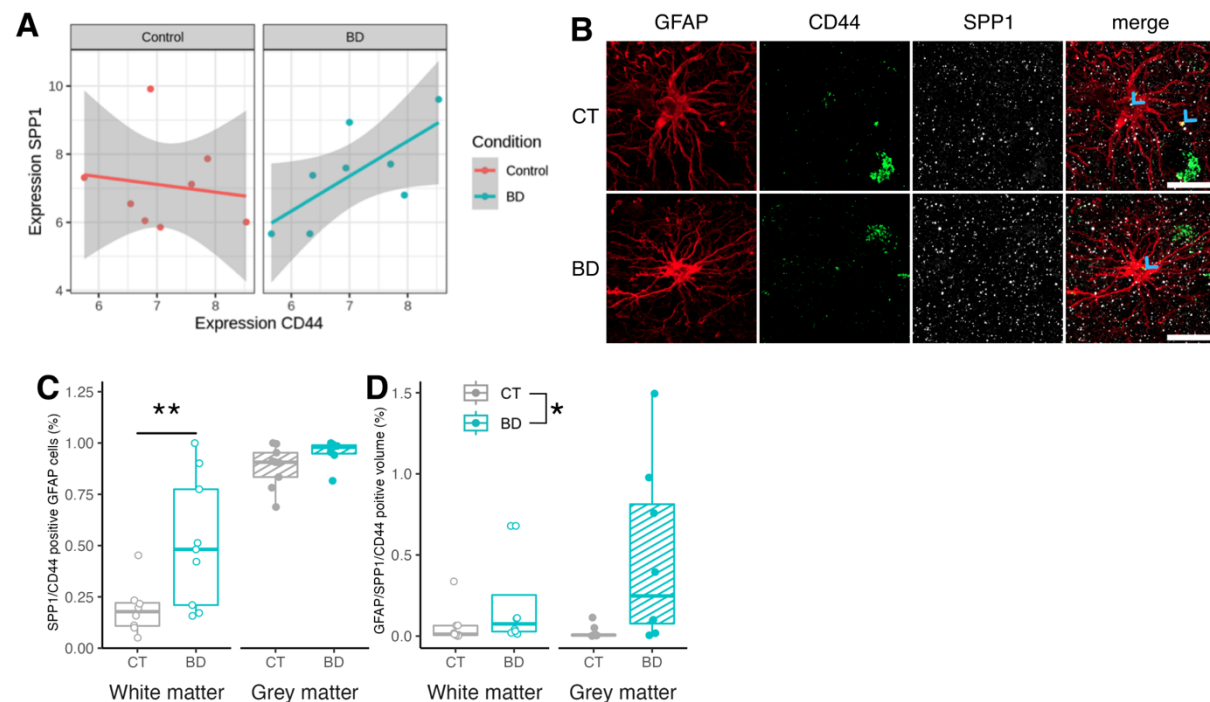 A
Control
BD
Expression SPP1
10
8
6
4
6
7
8
6
7
8
Expression CD44
Condition
Control
BD
B
GFAP
CD44
SPP1
merge
CT
BD
C
SPP1/CD44 positive GFAP cells (%)
1.25
1.00
0.75
0.50
0.25
0.00
**
CT
BD
CT
BD
White matter
Grey matter
D
GFAP/SPP1/CD44 poitive volume (%)
1.5
1.0
0.5
0.0
CT
BD
*
CT
BD
CT
BD
White matter
Grey matter